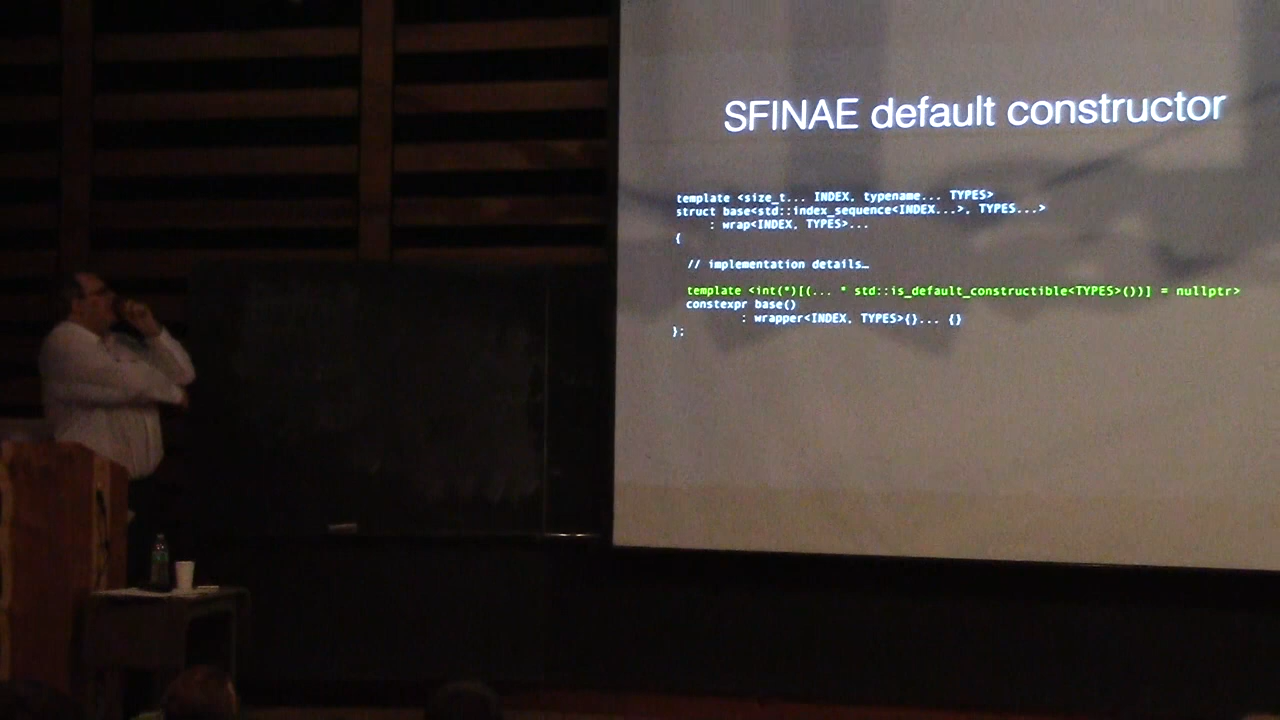 SFINAE default constructor
template <size_t... INDEX, typename... TYPES>
struct base<std::index_sequence<INDEX...>, TYPES...>
: wrap<INDEX, TYPES>...
{
// implementation details…
template <int(*)[(... * std::is_default_constructible<TYPES>())] = nullptr>
constexpr base()
: wrapper<INDEX, TYPES>{}... {}
};